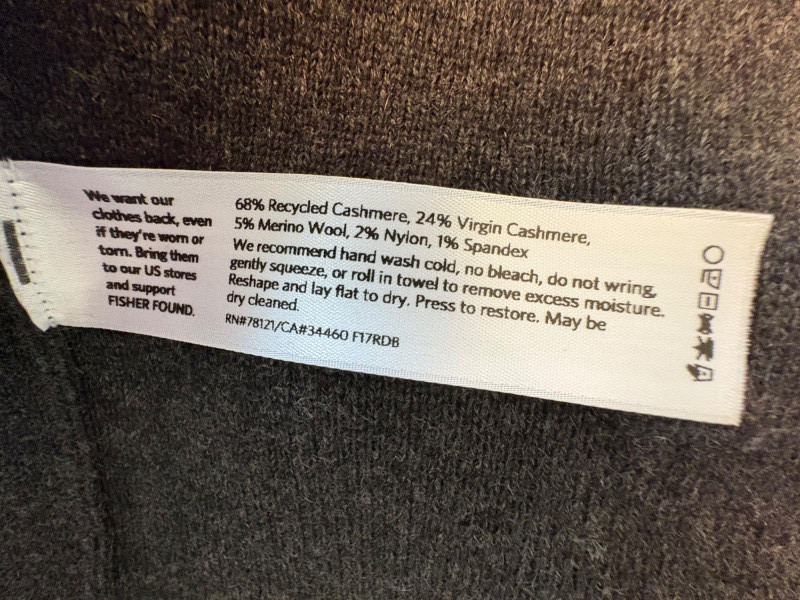 We want our
clothes back, even
if they're worn or
torn. Bring them
to our US stores
and support
FISHER FOUND.
68% Recycled Cashmere, 24% Virgin Cashmere,
5% Merino Wool, 2% Nylon, 1% Spandex
We recommend hand wash cold, no bleach, do not wring,
gently squeeze, or roll in towel to remove excess moisture.
Reshape and lay flat to dry. Press to restore. May be
dry cleaned.
RN#78121/CA#34460 F17RDB